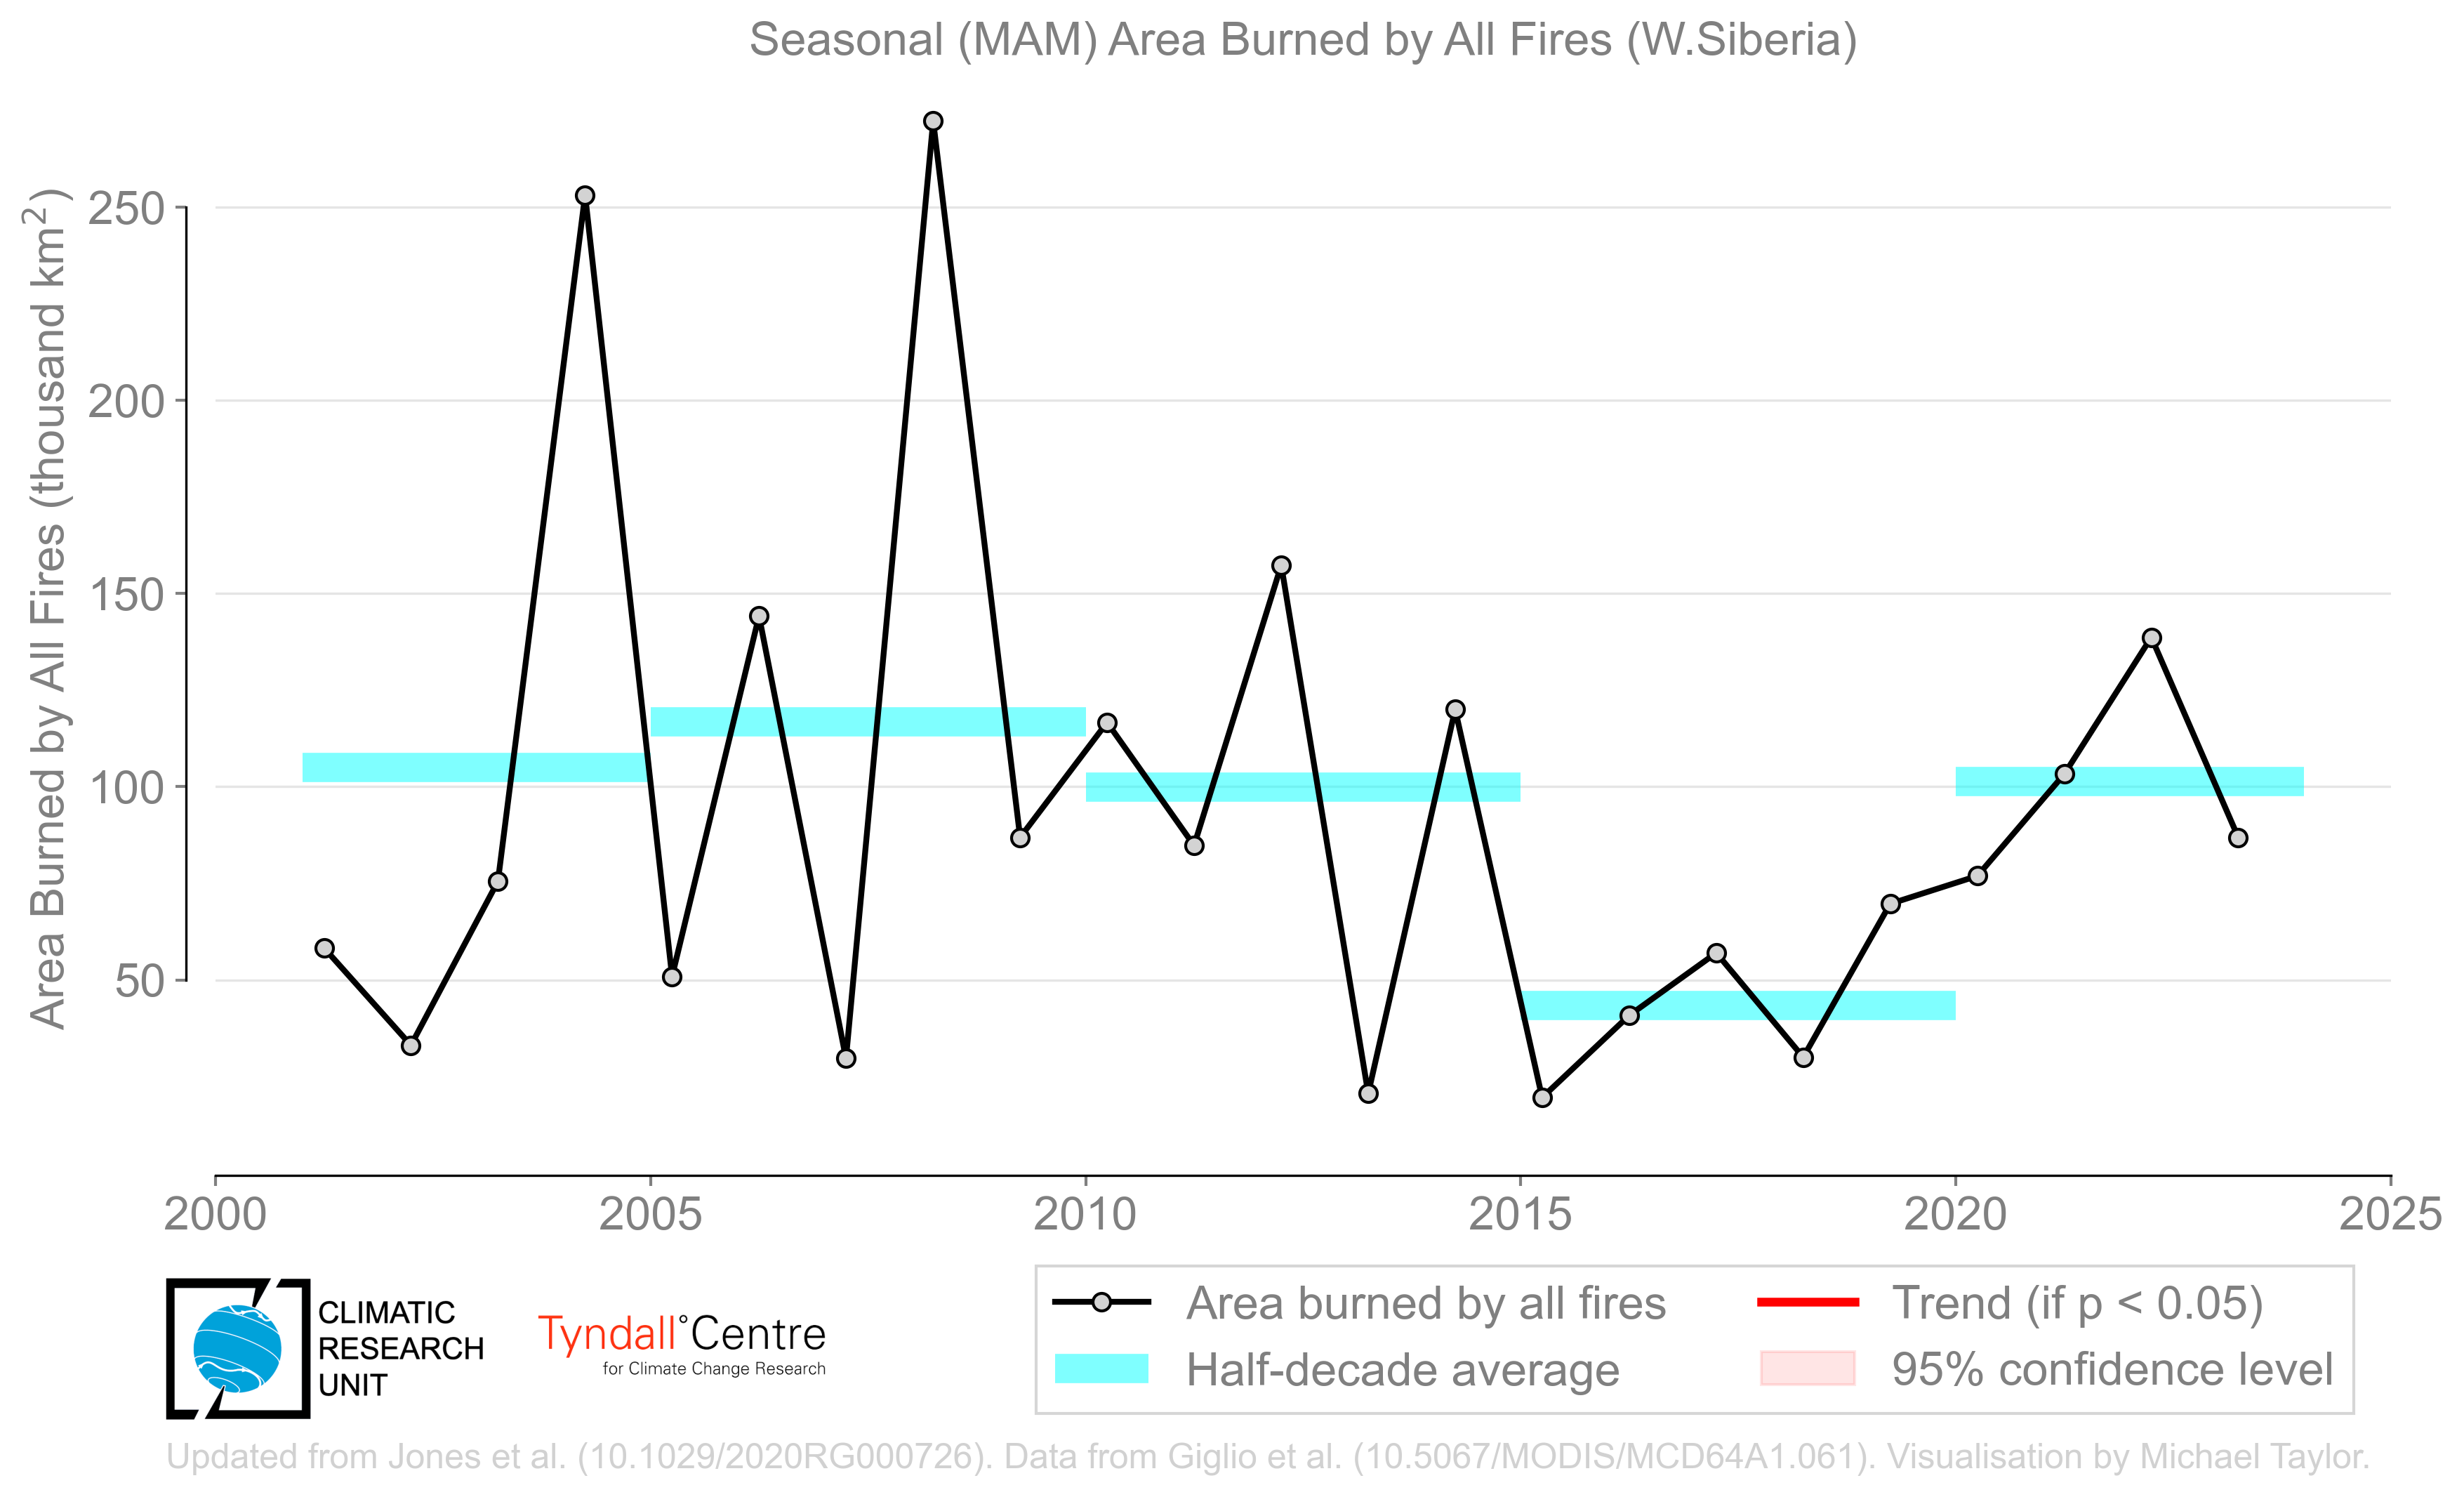 Seasonal (MAM) Area Burned by All Fires (W.Siberia)
Area Burned by All Fires (thousand km²)
250
200
150
100
50
2000 2005 2010 2015 2020 2025
CLIMATIC
RESEARCH
UNIT
Tyndall°Centre
for Climate Change Research
Area burned by all fires
Half-decade average
Trend (if p < 0.05)
95% confidence level
Updated from Jones et al. (10.1029/2020RG000726). Data from Giglio et al. (10.5067/MODIS/MCD64A1.061). Visualisation by Michael Taylor.